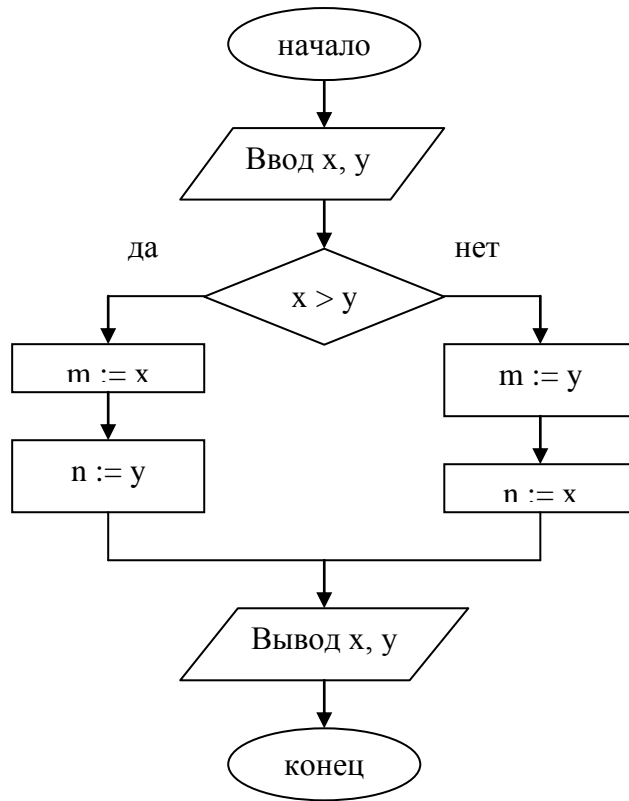 начало
Ввод x, y
да
нет
x > y
m := x
m := y
n := y
n := x
Вывод x, y
конец